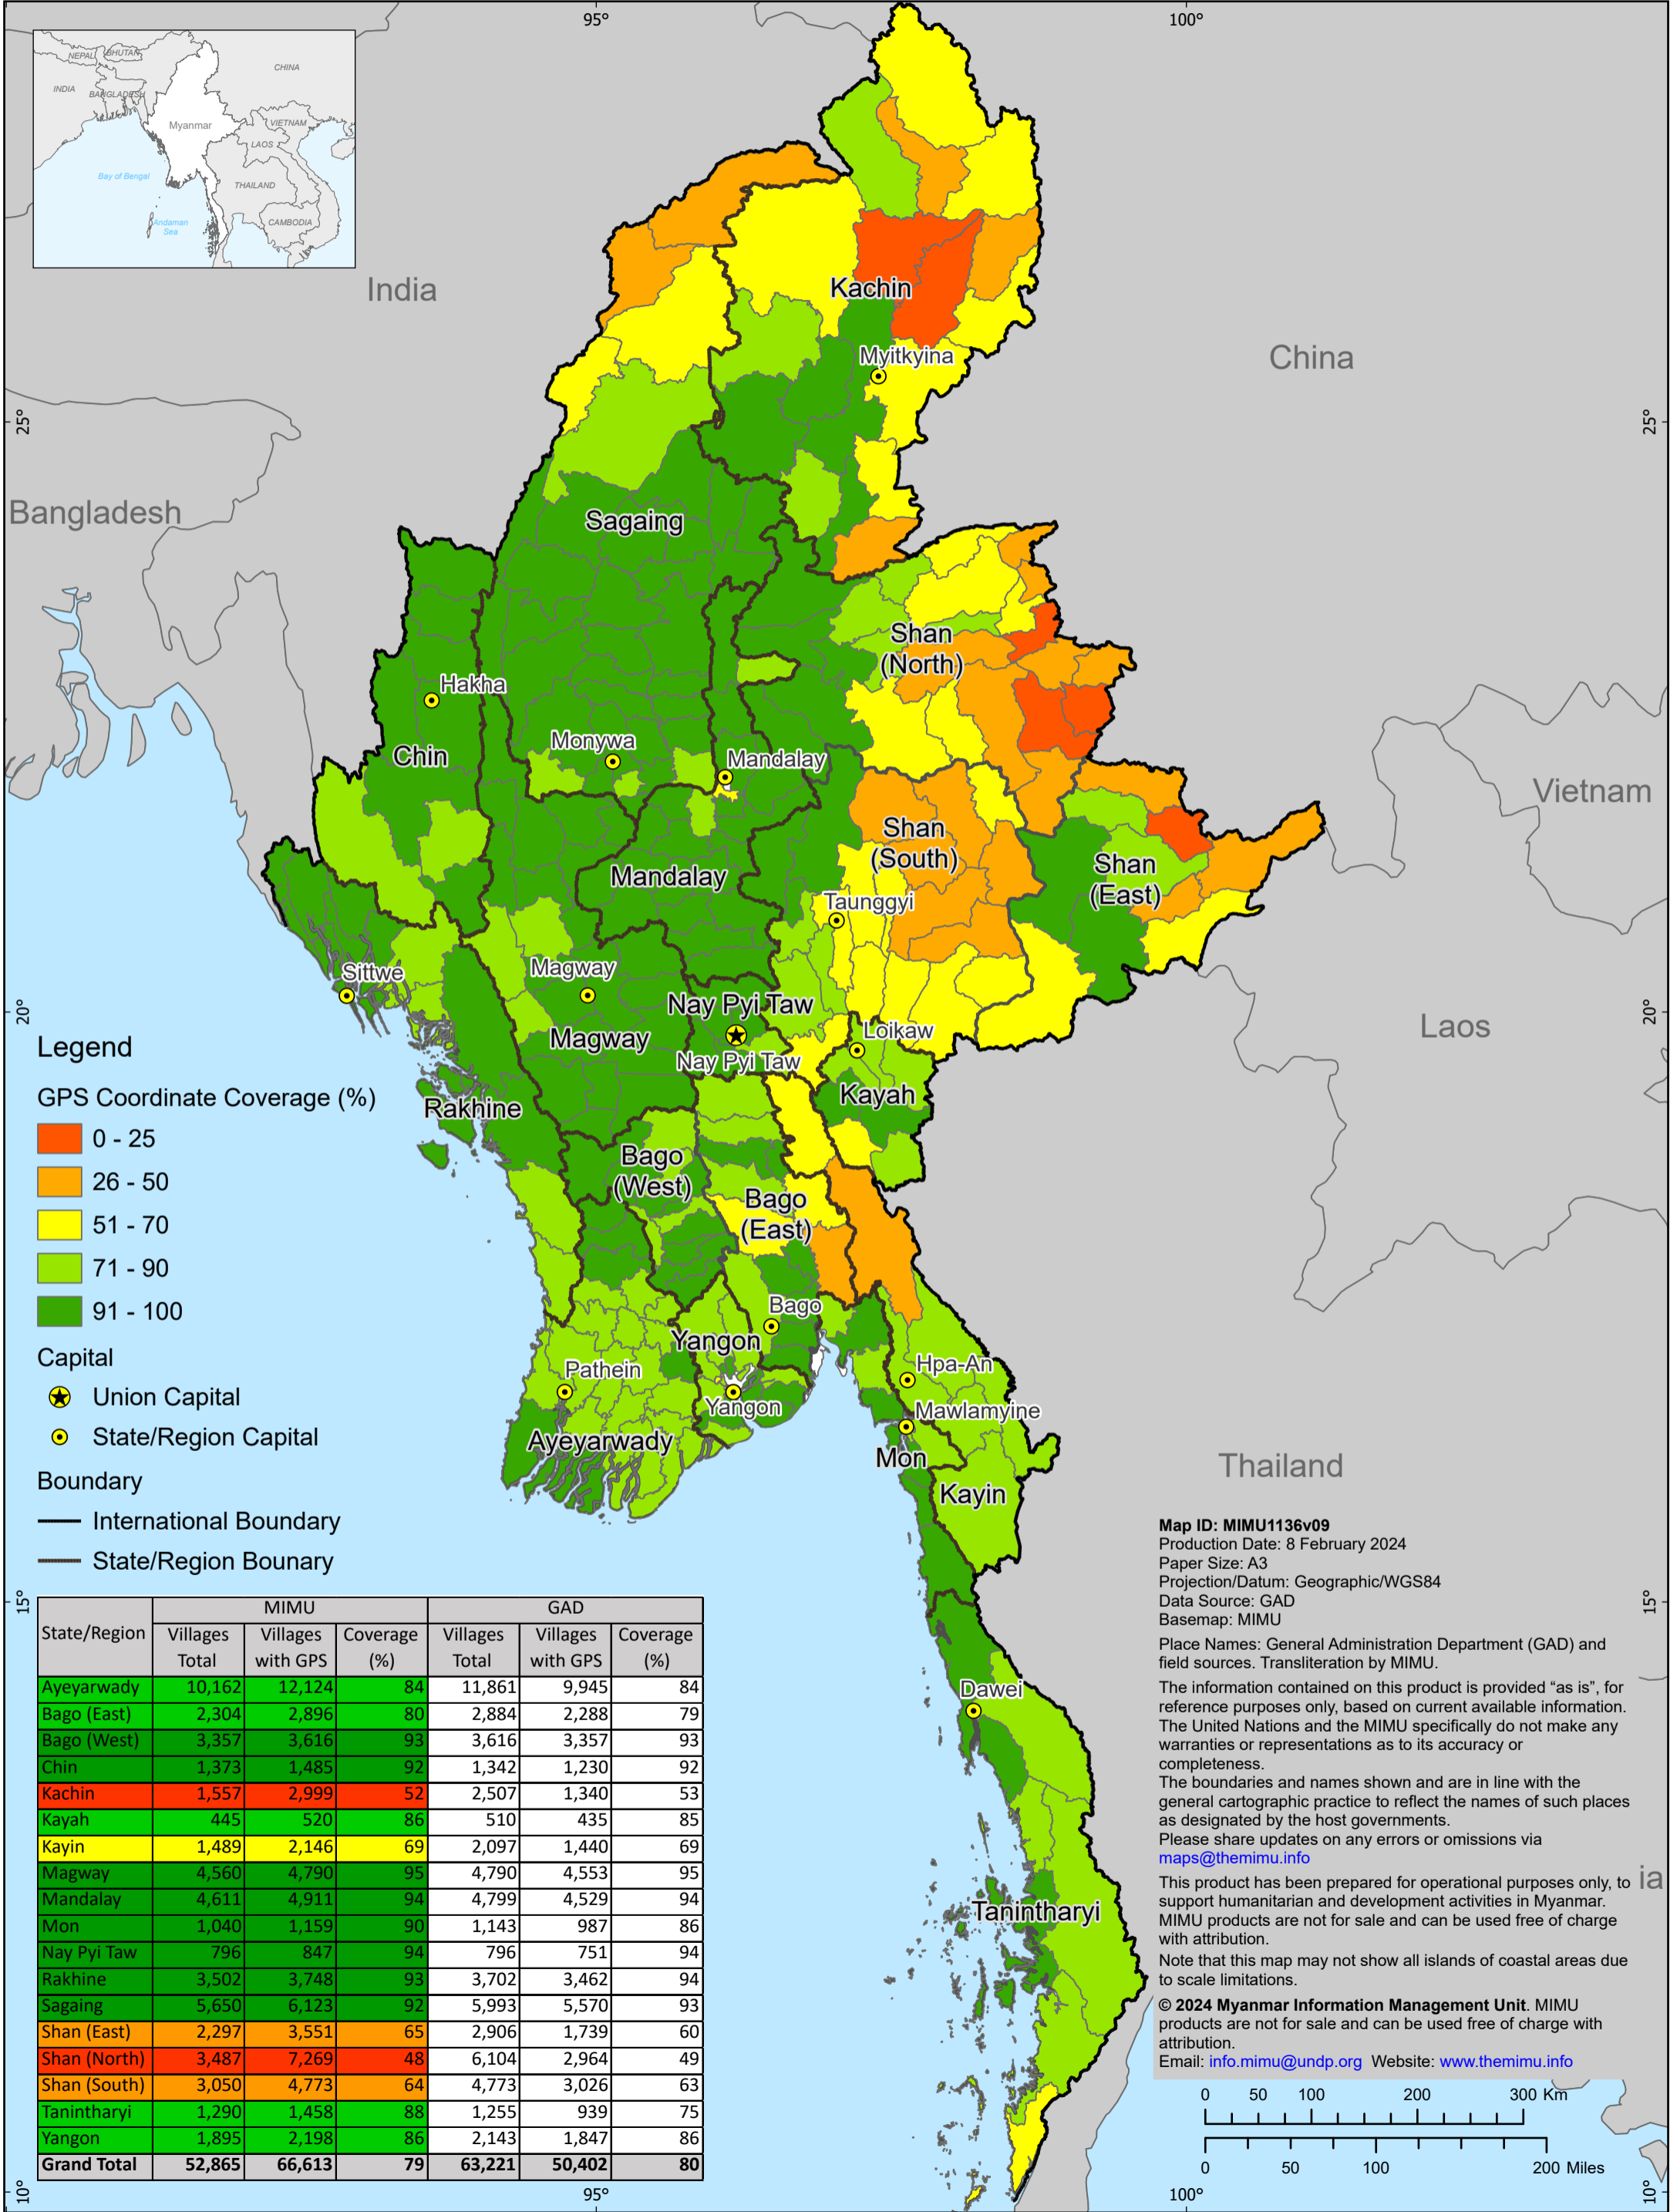 95°
100°
NEPAL
BHUTAN
CHINA
INDIA
BANGLADESH
Myanmar
VIETNAM
LAOS
Bay of Bengal
THAILAND
Andaman
Sea
CAMBODIA
India
Kachin
China
Myitkyina
25°
25°
Bangladesh
Sagaing
Shan
(North)
Hakha
Monywa
Chin
Mandalay
Vietnam
Shan
(South)
Shan
(East)
Mandalay
Taunggyi
Sittwe
Magway
Nay Pyi Taw
20°
20°
Laos
Loikaw
Magway
Nay Pyi Taw
Kayah
Rakhine
Bago
(West)
Bago
(East)
Bago
Yangon
Pathein
Hpa-An
Yangon
Mawlamyine
Ayeyarwady
Mon
Thailand
Kayin
Dawei
Tanintharyi
ia
Legend
GPS Coordinate Coverage (%)
0 - 25
26 - 50
51 - 70
71 - 90
91 - 100
Capital
Union Capital
State/Region Capital
Boundary
International Boundary
State/Region Bounary
15°
15°
State/Region MIMU GAD
Villages Total Villages with GPS Coverage (%) Villages Total Villages with GPS Coverage (%)
Ayeyarwady 10,162 12,124 84 11,861 9,945 84
Bago (East) 2,304 2,896 80 2,884 2,288 79
Bago (West) 3,357 3,616 93 3,616 3,357 93
Chin 1,373 1,485 92 1,342 1,230 92
Kachin 1,557 2,999 52 2,507 1,340 53
Kayah 445 520 86 510 435 85
Kayin 1,489 2,146 69 2,097 1,440 69
Magway 4,560 4,790 95 4,790 4,553 95
Mandalay 4,611 4,911 94 4,799 4,529 94
Mon 1,040 1,159 90 1,143 987 86
Nay Pyi Taw 796 847 94 796 751 94
Rakhine 3,502 3,748 93 3,702 3,462 94
Sagaing 5,650 6,123 92 5,993 5,570 93
Shan (East) 2,297 3,551 65 2,906 1,739 60
Shan (North) 3,487 7,269 48 6,104 2,964 49
Shan (South) 3,050 4,773 64 4,773 3,026 63
Tanintharyi 1,290 1,458 88 1,255 939 75
Yangon 1,895 2,198 86 2,143 1,847 86
Grand Total 52,865 66,613 79 63,221 50,402 80
Map ID: MIMU1136v09
Production Date: 8 February 2024
Paper Size: A3
Projection/Datum: Geographic/WGS84
Data Source: GAD
Basemap: MIMU
Place Names: General Administration Department (GAD) and
field sources. Transliteration by MIMU.
The information contained on this product is provided “as is”, for
reference purposes only, based on current available information.
The United Nations and the MIMU specifically do not make any
warranties or representations as to its accuracy or
completeness.
The boundaries and names shown and are in line with the
general cartographic practice to reflect the names of such places
as designated by the host governments.
Please share updates on any errors or omissions via
maps@themimu.info
This product has been prepared for operational purposes only, to
support humanitarian and development activities in Myanmar.
MIMU products are not for sale and can be used free of charge
with attribution.
Note that this map may not show all islands of coastal areas due
to scale limitations.
© 2024 Myanmar Information Management Unit. MIMU
products are not for sale and can be used free of charge with
attribution.
Email: info.mimu@undp.org Website: www.themimu.info
0 50 100 200 300 Km
0 50 100 200 Miles
10°
95°
100°
10°